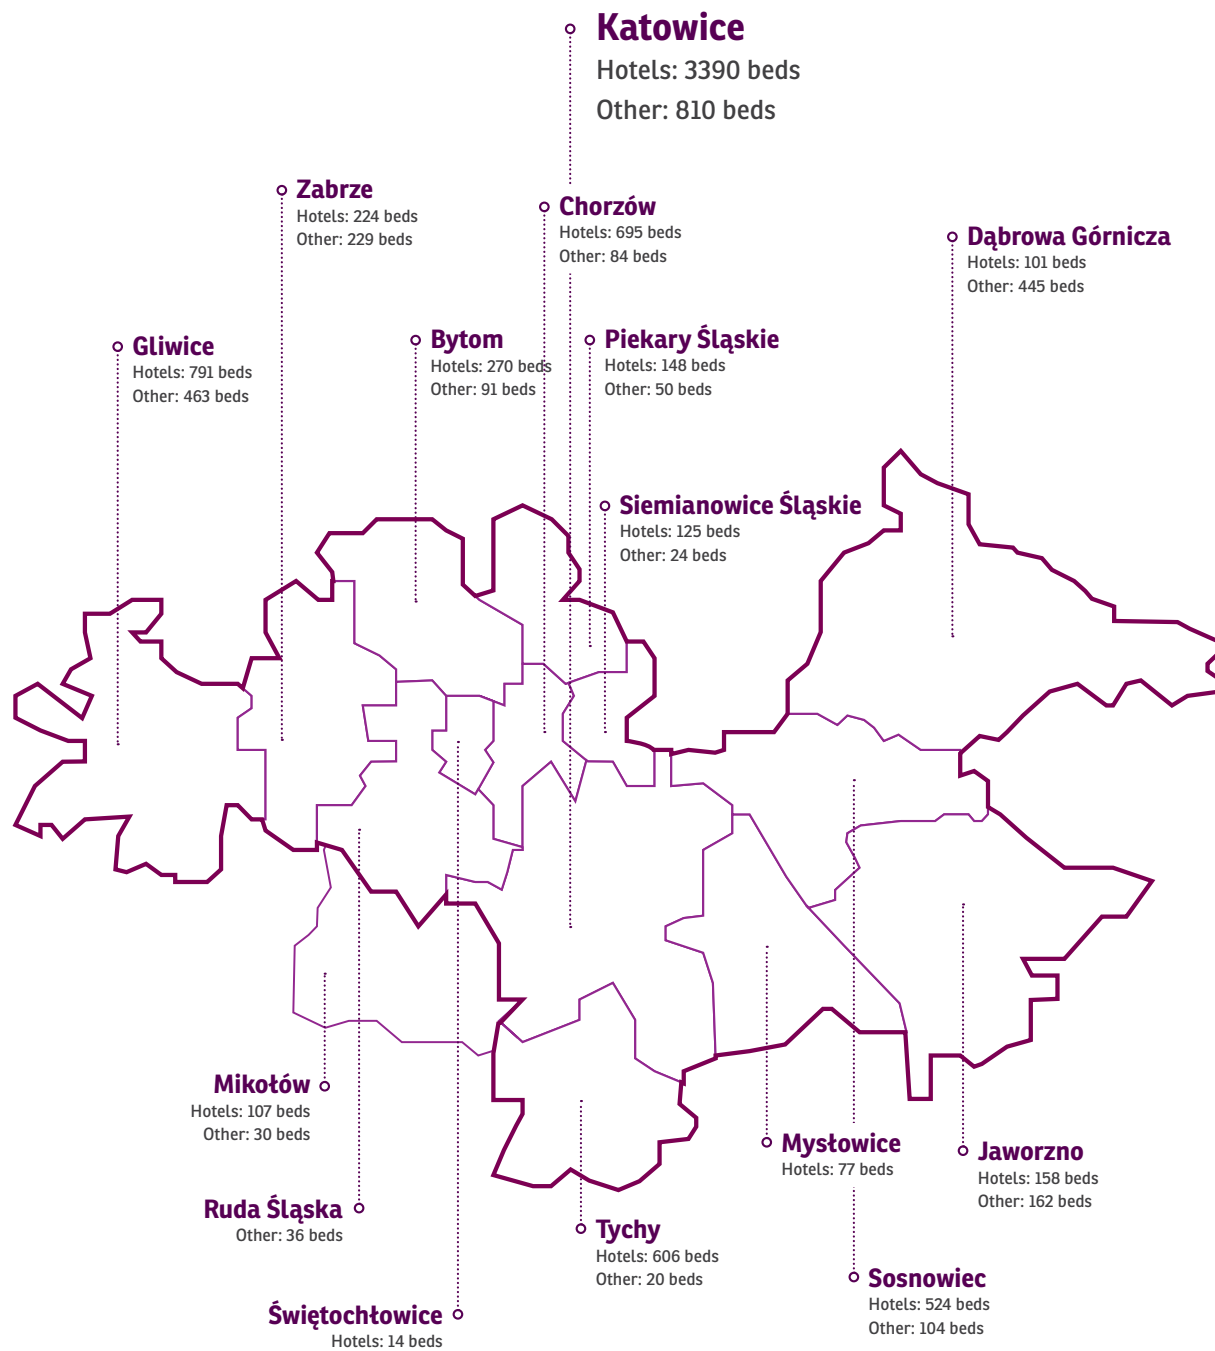 Katowice
Hotels: 3390 beds
Other: 810 beds
Zabrze
Hotels: 224 beds
Other: 229 beds
Chorzów
Hotels: 695 beds
Other: 84 beds
Dąbrowa Górnicza
Hotels: 101 beds
Other: 445 beds
Gliwice
Hotels: 791 beds
Other: 463 beds
Bytom
Hotels: 270 beds
Other: 91 beds
Piekary Śląskie
Hotels: 148 beds
Other: 50 beds
Siemianowice Śląskie
Hotels: 125 beds
Other: 24 beds
Mikołów
Hotels: 107 beds
Other: 30 beds
Mysłowice
Hotels: 77 beds
Jaworzno
Hotels: 158 beds
Other: 162 beds
Ruda Śląska
Other: 36 beds
Tychy
Hotels: 606 beds
Other: 20 beds
Sosnowiec
Hotels: 524 beds
Other: 104 beds
Świętochłowice
Hotels: 14 beds